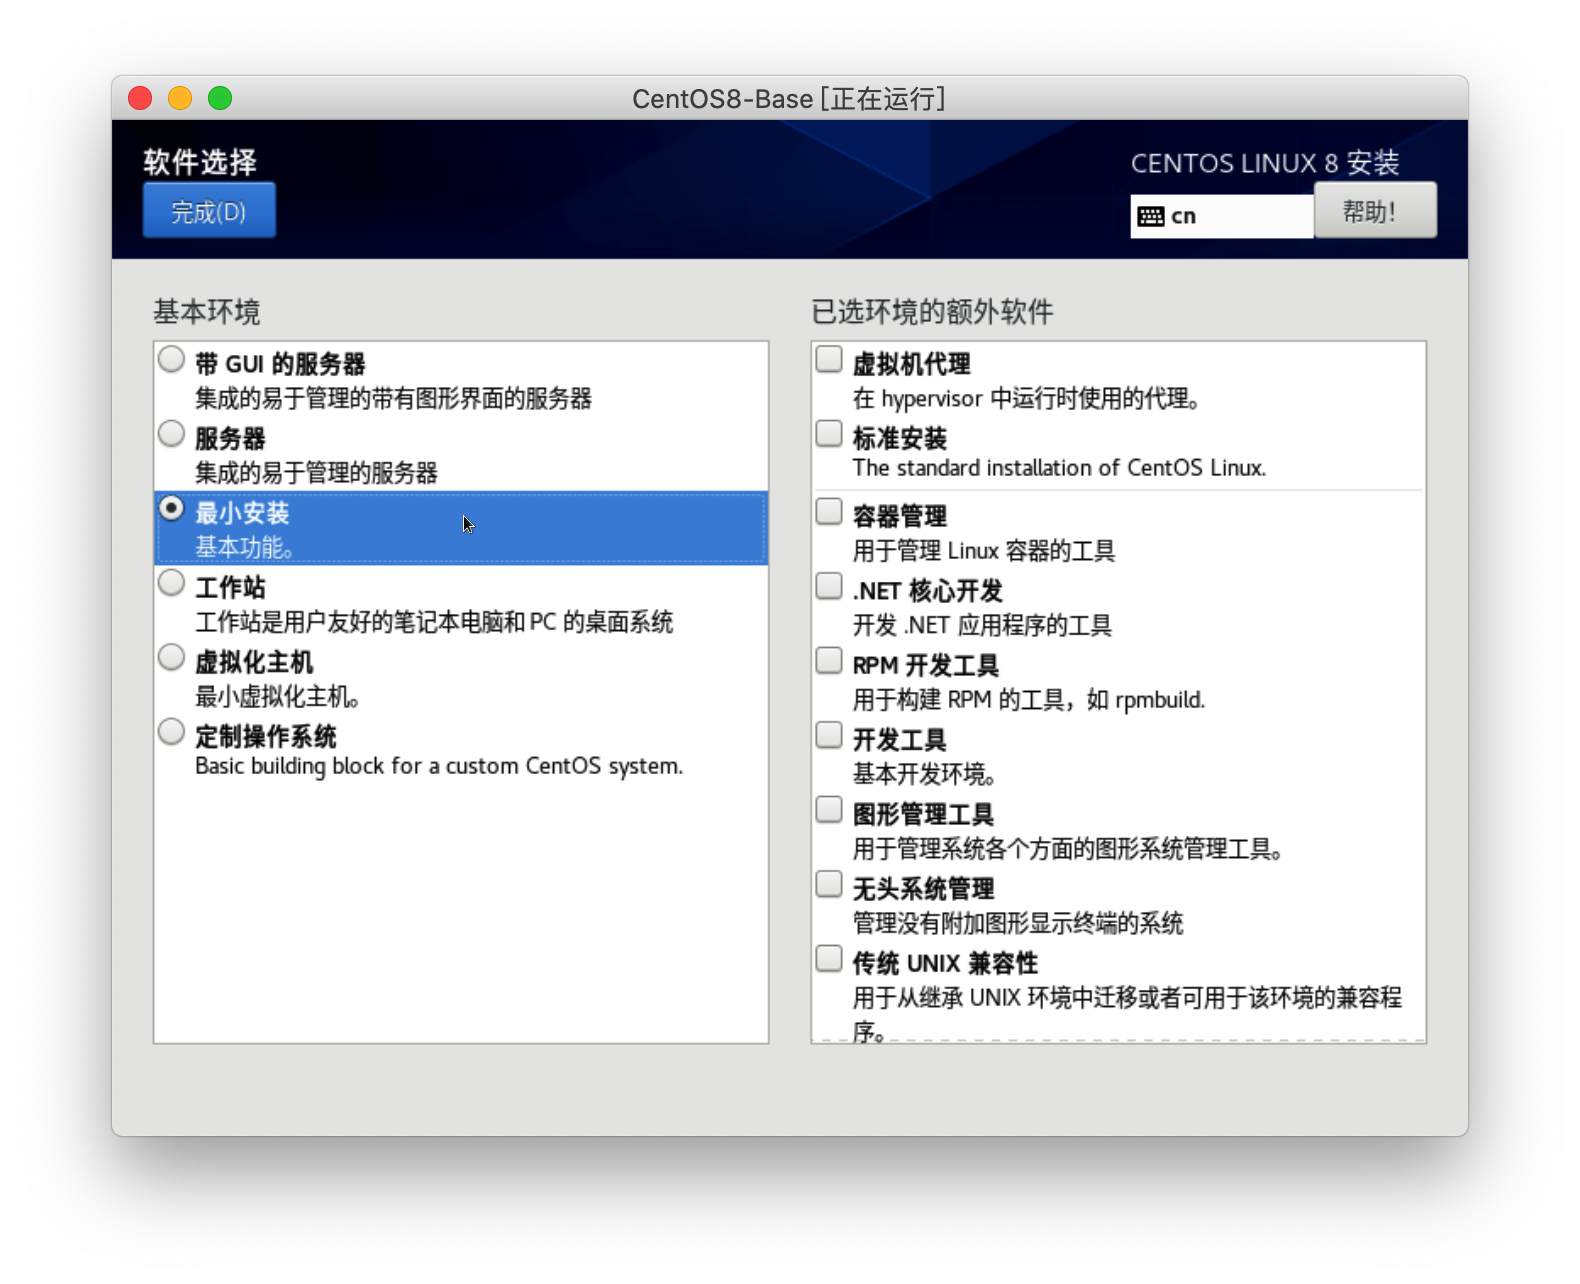 CentOS8-Base [正在运行]
软件选择
完成(D)
CENTOS LINUX 8 安装
cn
帮助!
基本环境
带 GUI 的服务器
集成的易于管理的带有图形界面的服务器
服务器
集成的易于管理的服务器
最小安装
基本功能。
工作站
工作站是用户友好的笔记本电脑和 PC 的桌面系统
虚拟化主机
最小虚拟化主机。
定制操作系统
Basic building block for a custom CentOS system.
已选环境的额外软件
虚拟机代理
在 hypervisor 中运行时使用的代理。
标准安装
The standard installation of CentOS Linux.
容器管理
用于管理 Linux 容器的工具
.NET 核心开发
开发 .NET 应用程序的工具
RPM 开发工具
用于构建 RPM 的工具，如 rpmbuild.
开发工具
基本开发环境。
图形管理工具
用于管理系统各个方面的图形系统管理工具。
无头系统管理
管理没有附加图形显示终端的系统
传统 UNIX 兼容性
用于从继承 UNIX 环境中迁移或者可用于该环境的兼容程
序。